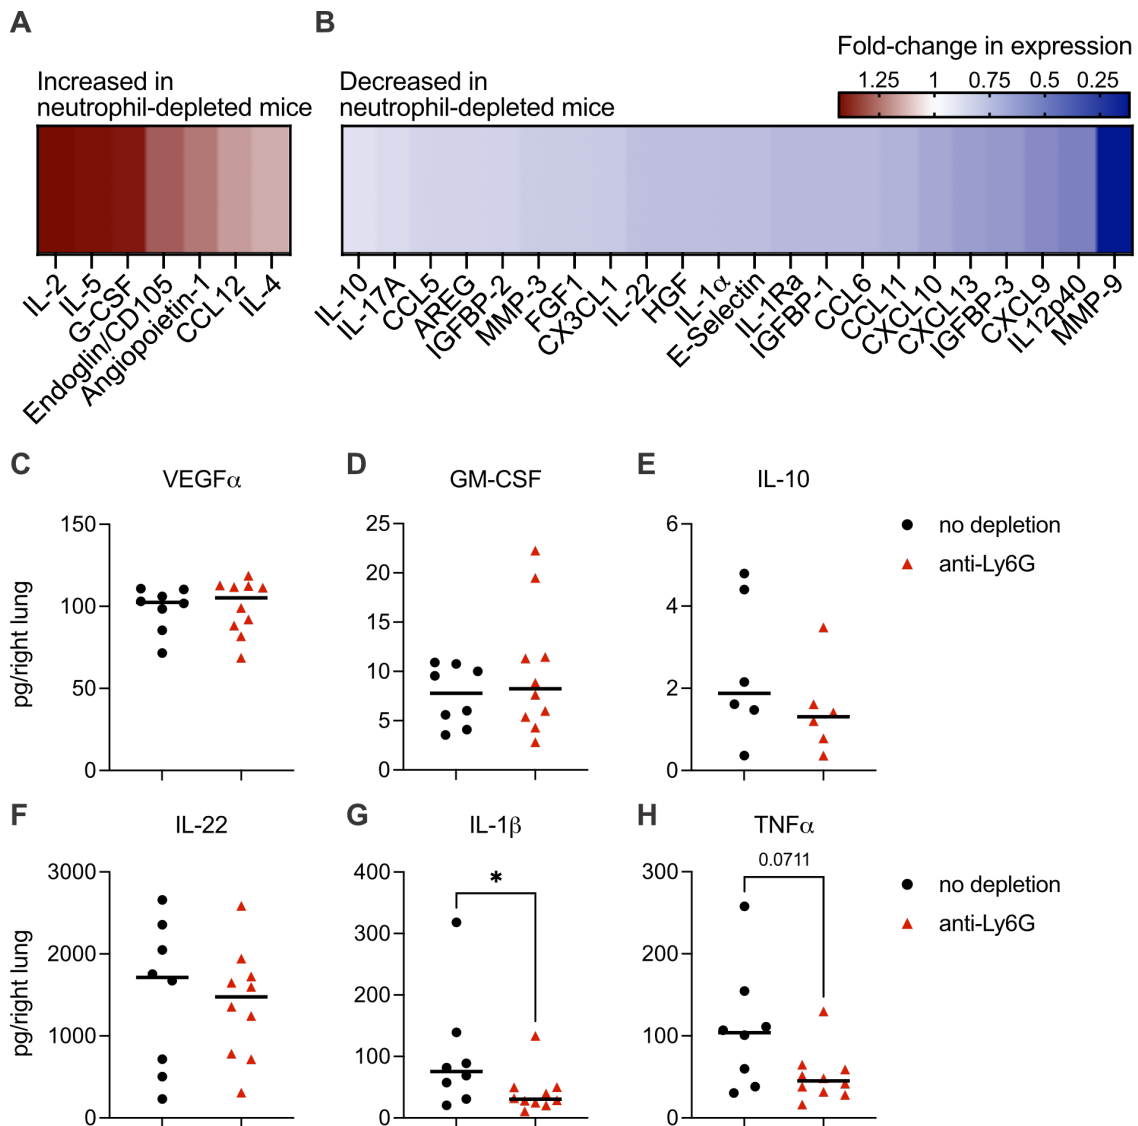 A
B
Fold-change in expression
1.25 1 0.75 0.5 0.25
Increased in
neutrophil-depleted mice
Decreased in
neutrophil-depleted mice
IL-2
IL-5
G-CSF
Endoglin/CD105
Angiopoietin-1
CCL12
IL-4
IL-10
IL-17A
CCL5
AREG
IGFBP-2
MMP-3
FGF1
CX3CL1
IL-22
HGF
IL-1α
E-Selectin
IL-1Ra
IGFBP-1
CCL6
CCL11
CXCL10
CXCL13
IGFBP-3
CXCL9
IL12p40
MMP-9
C
VEGFα
pg/right lung
150
100
50
0
D
GM-CSF
25
20
15
10
5
0
E
IL-10
6
4
2
0
no depletion
anti-Ly6G
F
IL-22
pg/right lung
3000
2000
1000
0
G
IL-1β
400
300
200
100
0
*
H
TNFα
300
200
100
0
0.0711
no depletion
anti-Ly6G